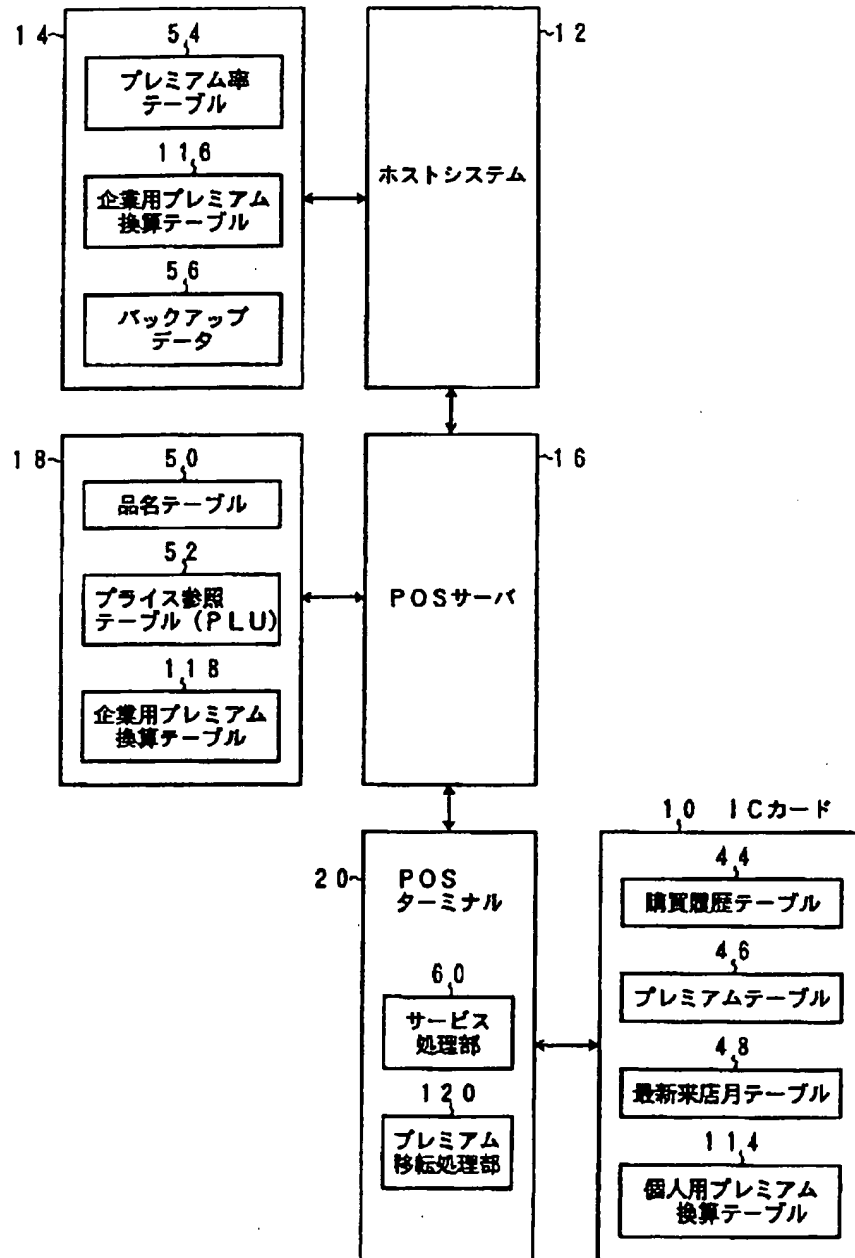 14
54
プレミアム率
テーブル
116
企業用プレミアム
換算テーブル
56
バックアップ
データ
12
ホストシステム
18
50
品名テーブル
52
プライス参照
テーブル(PLU)
118
企業用プレミアム
換算テーブル
16
POSサーバ
20
POS
ターミナル
60
サービス
処理部
120
プレミアム
移転処理部
10 ICカード
44
購買履歴テーブル
46
プレミアムテーブル
48
最新来店月テーブル
114
個人用プレミアム
換算テーブル